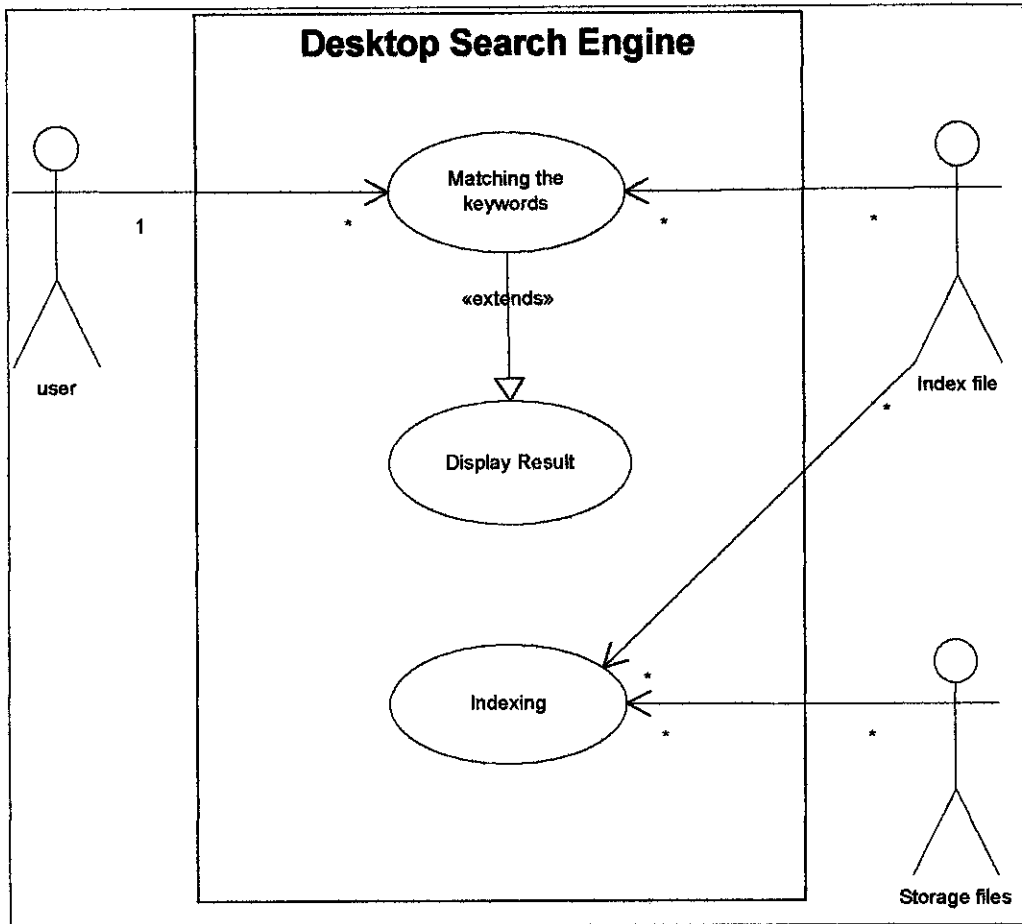 Desktop Search Engine
Matching the
keywords
1
*
*
*
«extends»
user
Index file
*
Display Result
Indexing
*
*
*
Storage files